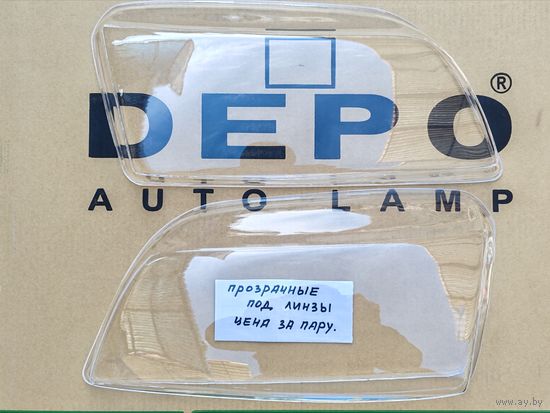 DEPO®
AUTO LAMP
ПРОЗРАЧНЫЕ
ПОД ЛИНЗЫ
ЦЕНА ЗА ПАРУ.
© www.ay.by